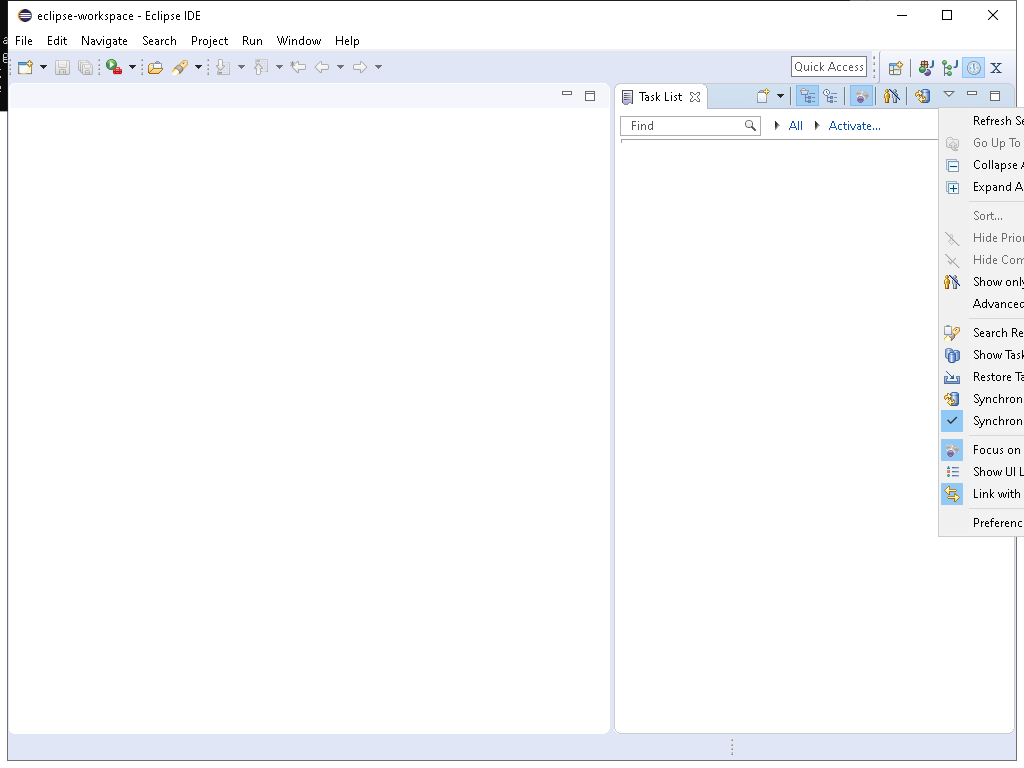 eclipse-workspace - Eclipse IDE
File Edit Navigate Search Project Run Window Help
Quick Access
Task List
Find All Activate...
Refresh Se
Go Up To
Collapse A
Expand A
Sort...
Hide Prior
Hide Com
Show only
Advanced
Search Re
Show Task
Restore Ta
Synchron
Synchron
Focus on
Show UI L
Link with
Preferenc